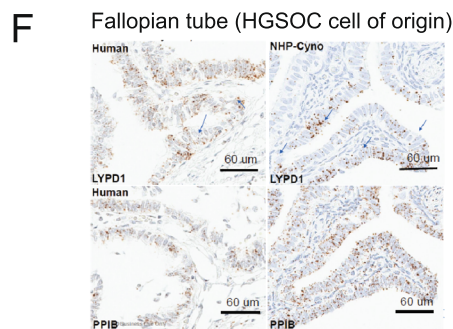 F
Fallopian tube (HGSOC cell of origin)
Human
NHP-Cyno
LYPD1
60 um
LYPD1
60 um
Human
PPIB
60 um
PPIB
60 um